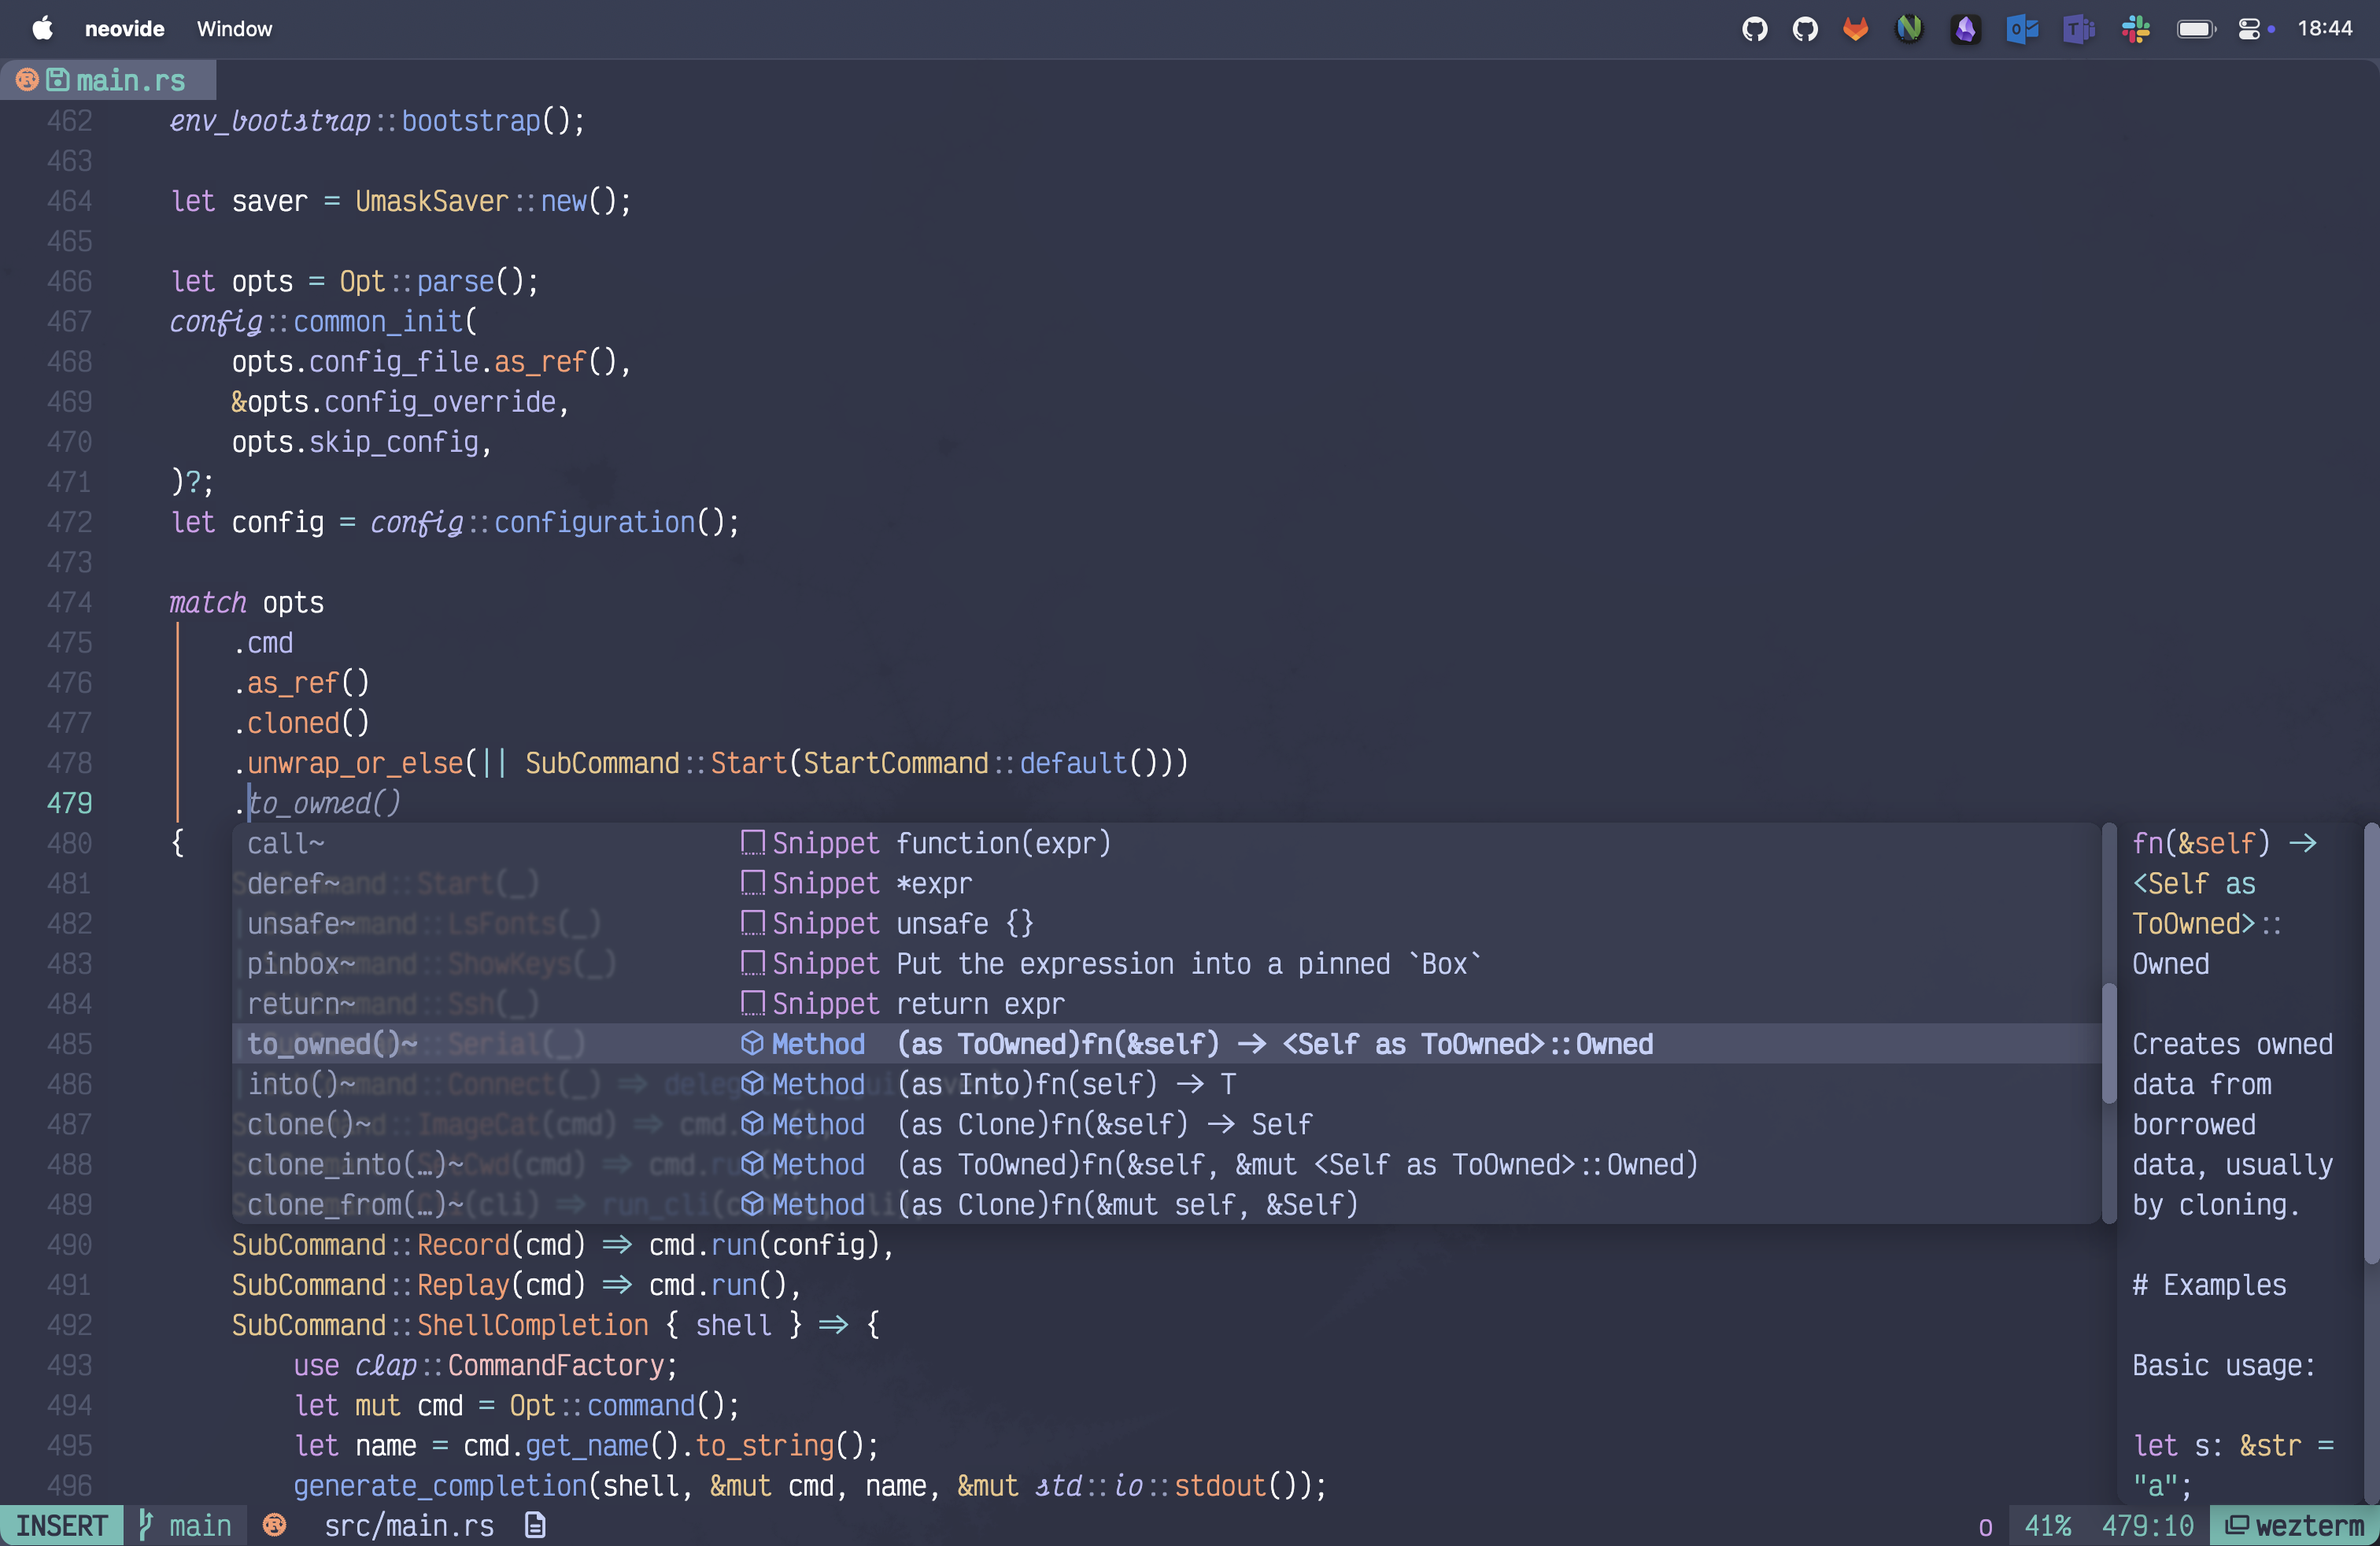 neovide Window 18:44
main.rs
462 env_bootstrap::bootstrap();
463
464 let saver = UmaskSaver::new();
465
466 let opts = Opt::parse();
467 config::common_init(
468 opts.config_file.as_ref(),
469 &opts.config_override,
470 opts.skip_config,
471 )?;
472 let config = config::configuration();
473
474 match opts
475 .cmd
476 .as_ref()
477 .cloned()
478 .unwrap_or_else(|| SubCommand::Start(StartCommand::default()))
479 .to_owned()
480 {
481
482
483
484
485
486
487
488
489
call~ Snippet function(expr)
deref~ Snippet *expr
unsafe~ Snippet unsafe {}
pinbox~ Snippet Put the expression into a pinned `Box`
return~ Snippet return expr
to_owned()~ Method (as ToOwned)fn(&self) -> <Self as ToOwned>::Owned
into()~ Method (as Into)fn(self) -> T
clone()~ Method (as Clone)fn(&self) -> Self
clone_into(…)~ Method (as ToOwned)fn(&self, &mut <Self as ToOwned>::Owned)
clone_from(…)~ Method (as Clone)fn(&mut self, &Self)
fn(&self) ->
<Self as
ToOwned>::
Owned
Creates owned
data from
borrowed
data, usually
by cloning.
# Examples
Basic usage:
let s: &str =
"a";
490 SubCommand::Record(cmd) => cmd.run(config),
491 SubCommand::Replay(cmd) => cmd.run(),
492 SubCommand::ShellCompletion { shell } => {
493 use clap::CommandFactory;
494 let mut cmd = Opt::command();
495 let name = cmd.get_name().to_string();
496 generate_completion(shell, &mut cmd, name, &mut std::io::stdout());
INSERT main src/main.rs o 41% 479:10 wezterm